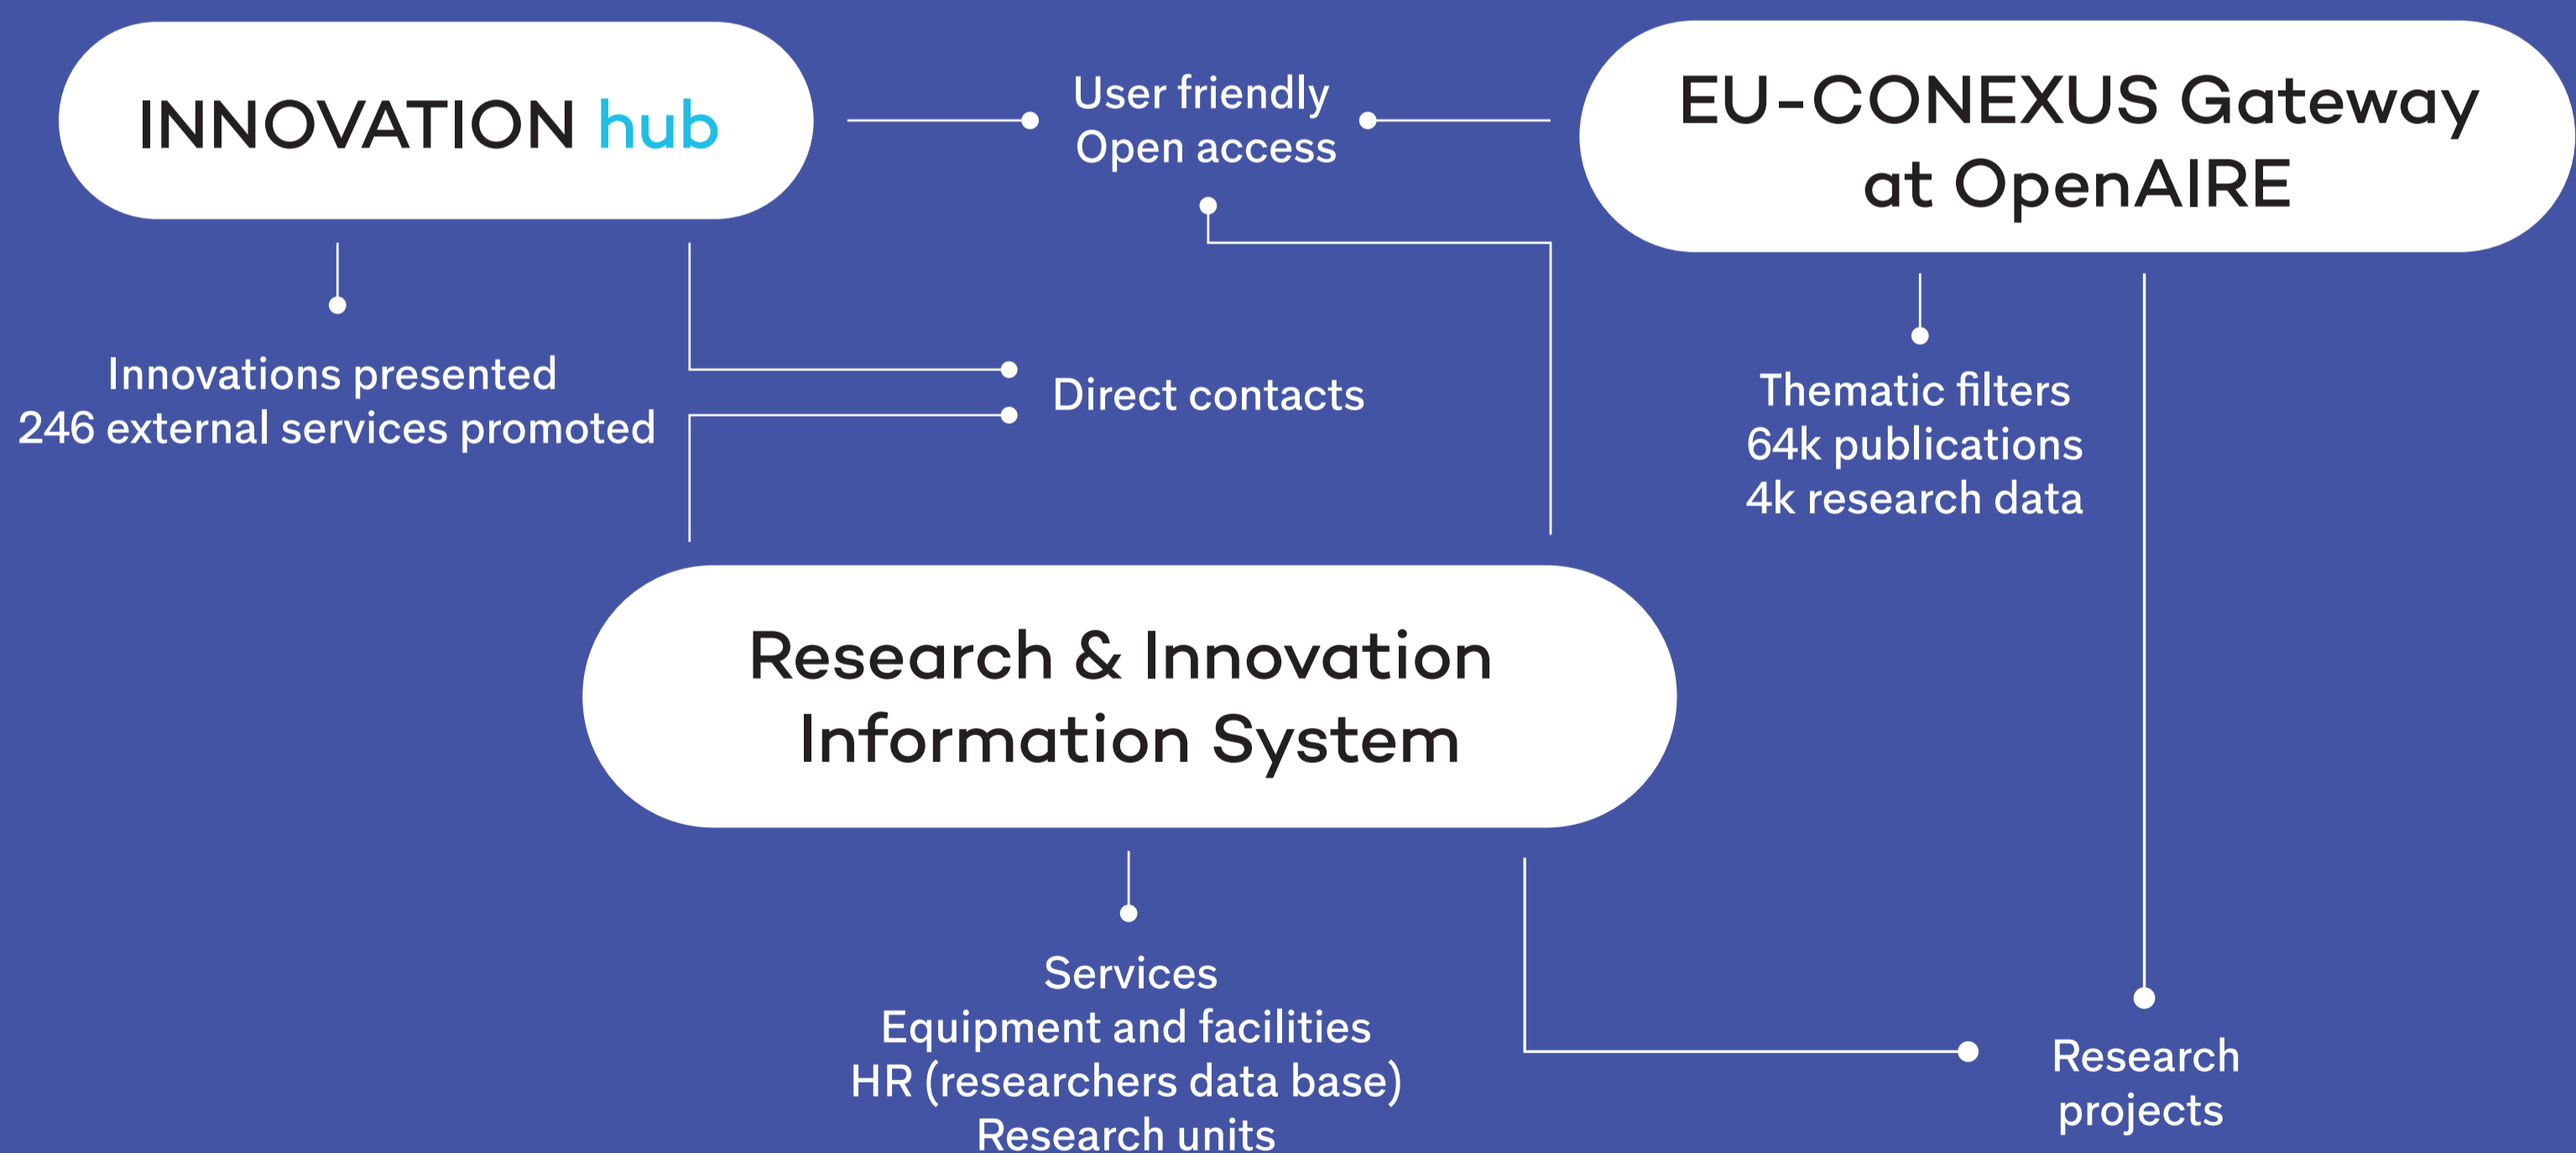 INNOVATION hub
User friendly
Open access
EU-CONEXUS Gateway
at OpenAIRE
Innovations presented
246 external services promoted
Direct contacts
Thematic filters
64k publications
4k research data
Research & Innovation
Information System
Services
Equipment and facilities
HR (researchers data base)
Research units
Research
projects